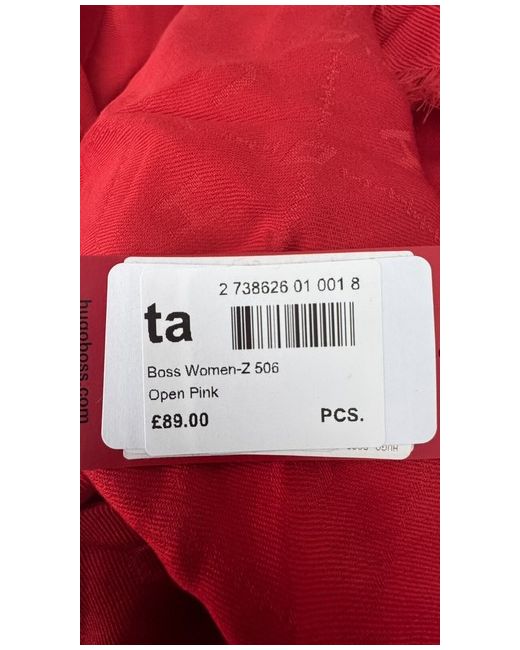 2 738626 01 001 8
ta
Boss Women-Z 506
Open Pink
£89.00 PCS.
hugoboss.com